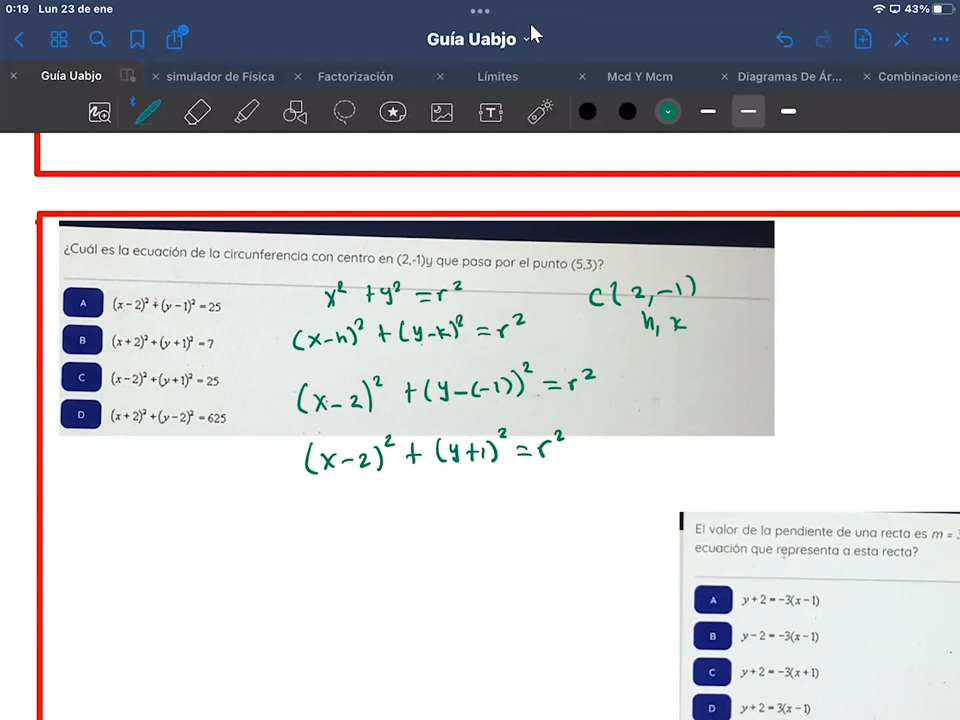 0:19 Lun 23 de ene
43%
Guía Uabjo
Guía Uabjo
simulador de Física
Factorización
Límites
Mcd Y Mcm
Diagramas De Ár...
Combinacione
¿Cuál es la ecuación de la circunferencia con centro en (2,-1)y que pasa por el punto (5,3)?
A (x−2)²+(y−1)²=25
B (x+2)²+(y+1)²=7
C (x−2)²+(y+1)²=25
D (x+2)²+(y−2)²=625
x² + y² = r²
(x-h)² + (y-k)² = r²
(x-2)² + (y-(-1))² = r²
(x-2)² + (y+1)² = r²
C(2,-1)
h, k
El valor de la pendiente de una recta es m =
ecuación que representa a esta recta?
A y+2=−3(x−1)
B y−2=−3(x−1)
C y+2=−3(x+1)
D y+2=3(x−1)